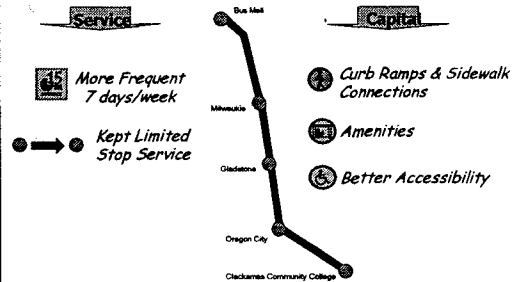 Service
More Frequent
7 days/week
Kept Limited
Stop Service
Bus Mall
Milwaukie
Gladstone
Oregon City
Clackamas Community College
Capital
Curb Ramps & Sidewalk
Connections
Amenities
Better Accessibility